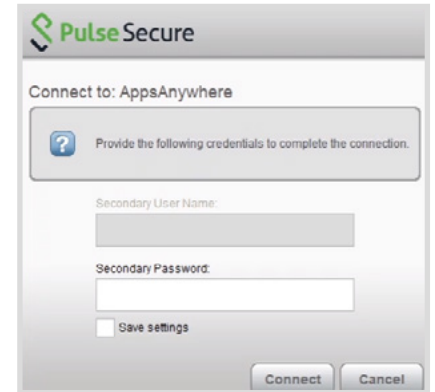 Pulse Secure
Connect to: AppsAnywhere
Provide the following credentials to complete the connection.
Secondary User Name:
Secondary Password:
Save settings
Connect Cancel